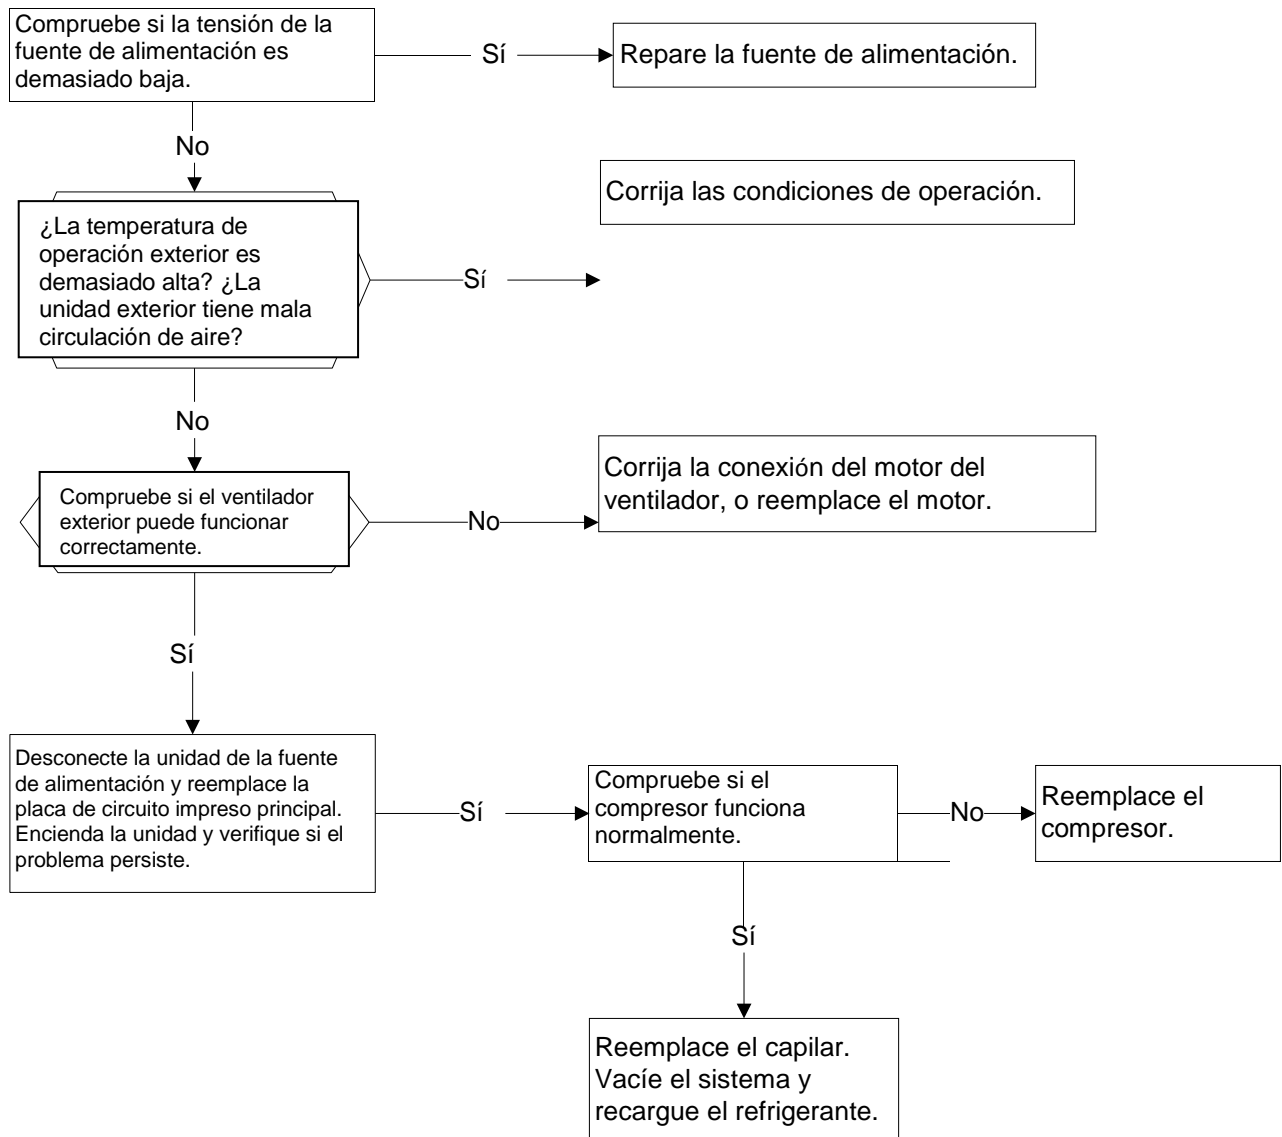 Compruebe si la tensión de la
fuente de alimentación es
demasiado baja.
Sí
Repare la fuente de alimentación.
No
Corrija las condiciones de operación.
¿La temperatura de
operación exterior es
demasiado alta? ¿La
unidad exterior tiene mala
circulación de aire?
Sí
No
Corrija la conexión del motor del
ventilador, o reemplace el motor.
Compruebe si el ventilador
exterior puede funcionar
correctamente.
No
Sí
Desconecte la unidad de la fuente
de alimentación y reemplace la
placa de circuito impreso principal.
Encienda la unidad y verifique si el
problema persiste.
Sí
Compruebe si el
compresor funciona
normalmente.
No
Reemplace el
compresor.
Sí
Reemplace el capilar.
Vacíe el sistema y
recargue el refrigerante.